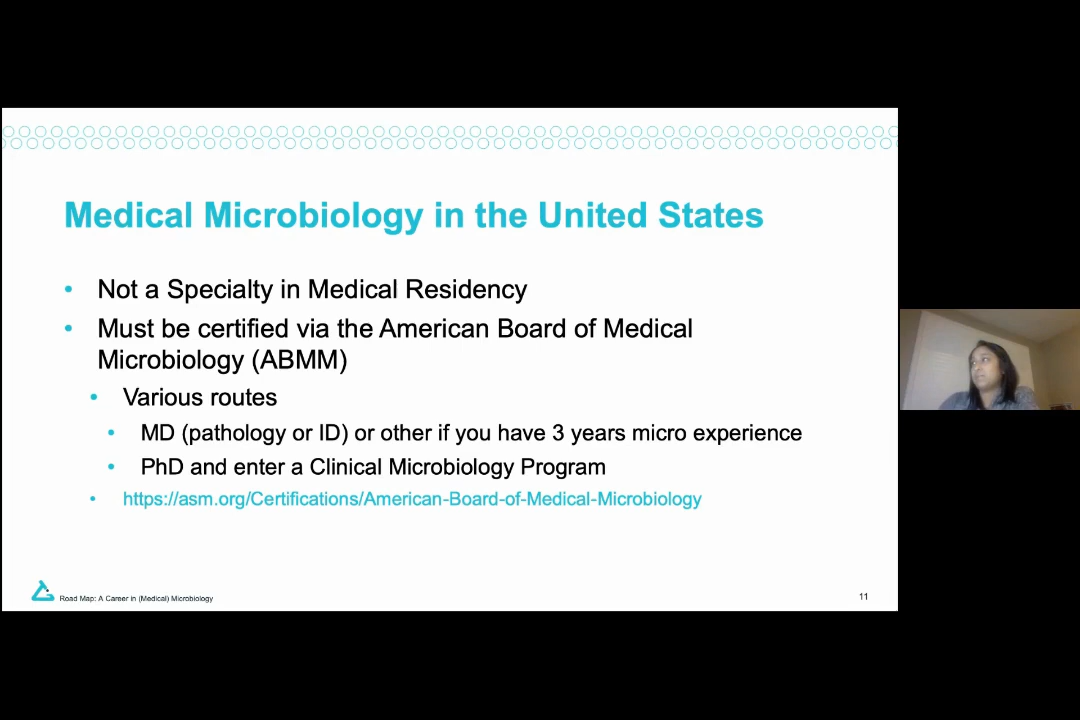 Medical Microbiology in the United States
• Not a Specialty in Medical Residency
• Must be certified via the American Board of Medical
Microbiology (ABMM)
• Various routes
• MD (pathology or ID) or other if you have 3 years micro experience
• PhD and enter a Clinical Microbiology Program
• https://asm.org/Certifications/American-Board-of-Medical-Microbiology
Road Map: A Career in (Medical) Microbiology
11